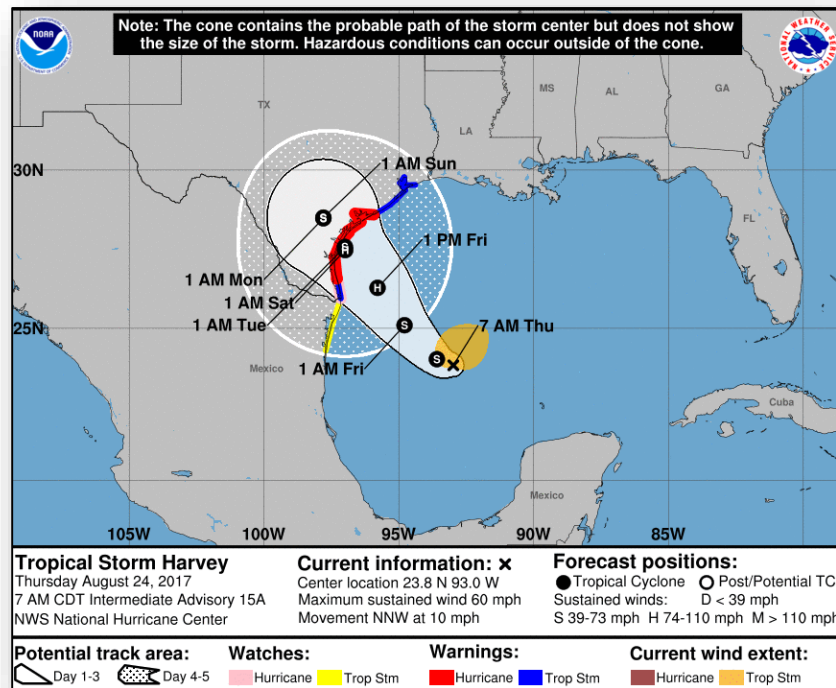 Note: The cone contains the probable path of the storm center but does not show
the size of the storm. Hazardous conditions can occur outside of the cone.
NOAA
NATIONAL WEATHER SERVICE
TX
MS
AL
GA
LA
FL
30N
25N
1 AM Sun
1 PM Fri
1 AM Mon
1 AM Sat
1 AM Tue
7 AM Thu
1 AM Fri
S
H
H
S
S
Mexico
Mexico
Cuba
105W
100W
95W
90W
85W
Tropical Storm Harvey
Thursday August 24, 2017
7 AM CDT Intermediate Advisory 15A
NWS National Hurricane Center
Current information: ×
Center location 23.8 N 93.0 W
Maximum sustained wind 60 mph
Movement NNW at 10 mph
Forecast positions:
Tropical Cyclone Post/Potential TC
Sustained winds: D < 39 mph
S 39-73 mph H 74-110 mph M > 110 mph
Potential track area:
Day 1-3 Day 4-5
Watches:
Hurricane Trop Stm
Warnings:
Hurricane Trop Stm
Current wind extent:
Hurricane Trop Stm